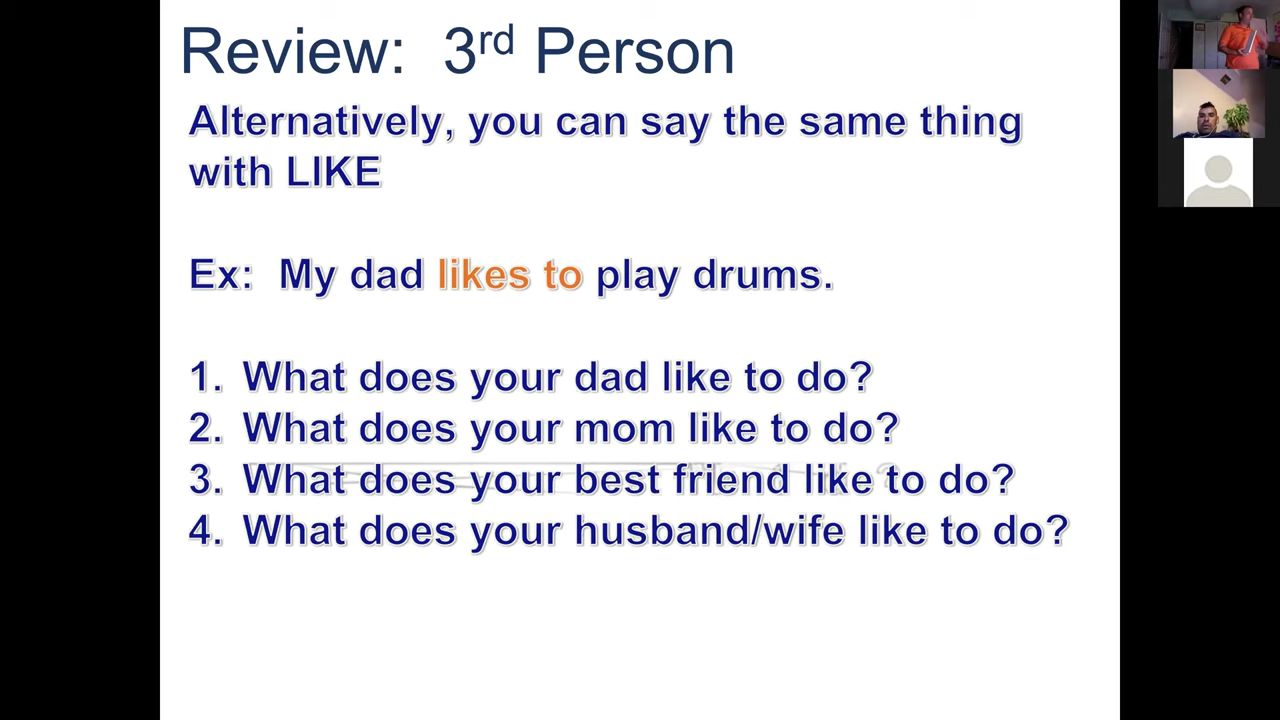 Review: 3rd Person
Alternatively, you can say the same thing
with LIKE
Ex: My dad likes to play drums.
1. What does your dad like to do?
2. What does your mom like to do?
3. What does your best friend like to do?
4. What does your husband/wife like to do?